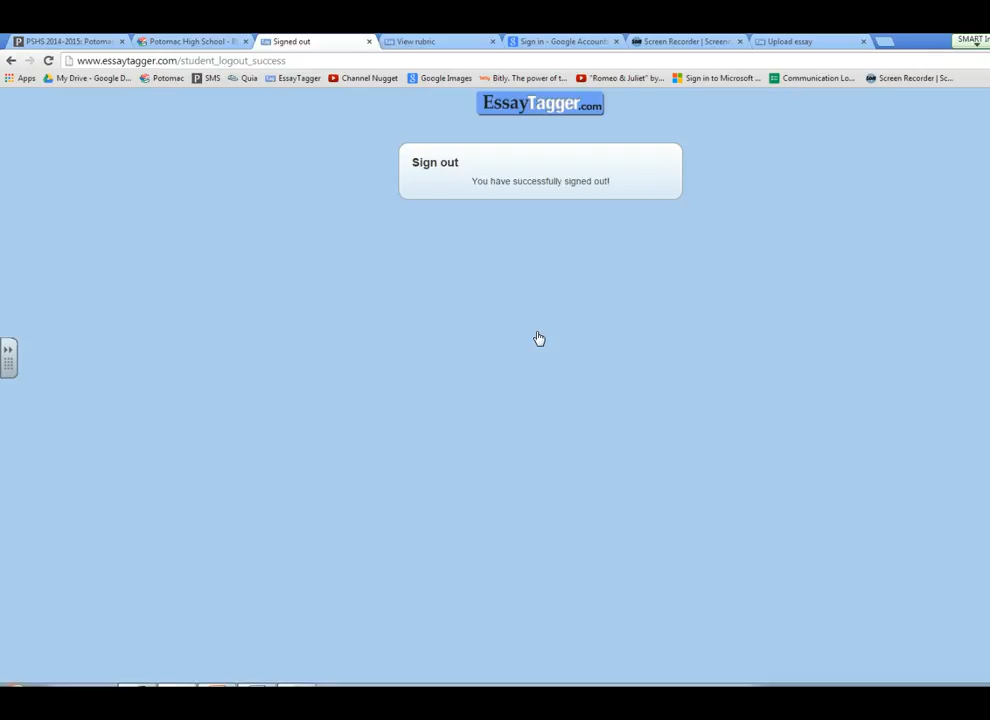 PSHS 2014-2015: Potoma
Potomac High School - B
Signed out
View rubric
Sign in - Google Account
Screen Recorder | Screen
Upload essay
SMART In
www.essaytagger.com/student_logout_success
Apps My Drive - Google D... Potomac SMS Quia EssayTagger Channel Nugget Google Images Bitly. The power of t... "Romeo & Juliet" by... Sign in to Microsoft ... Communication Lo... Screen Recorder | Sc...
EssayTagger.com
Sign out
You have successfully signed out!